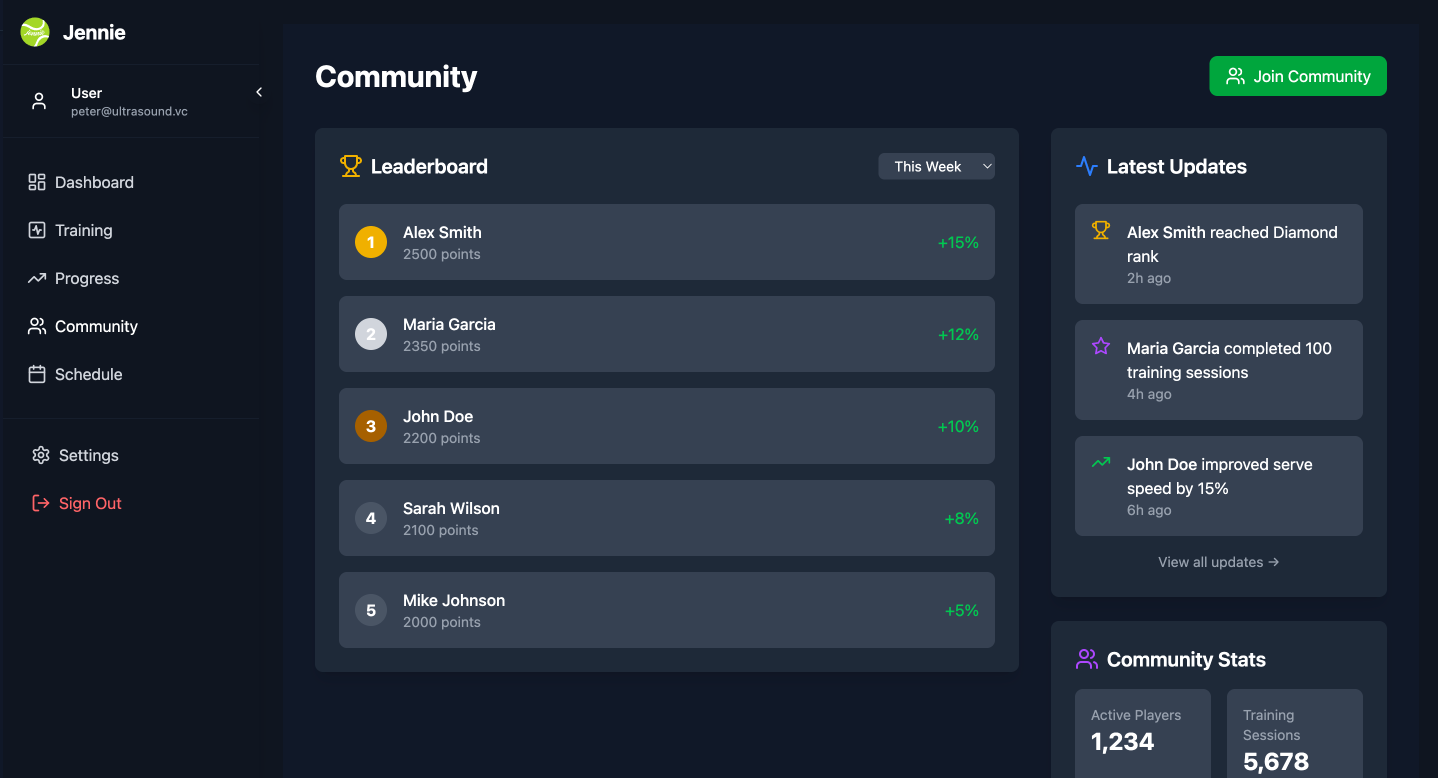 Jennie
User
peter@ultrasound.vc
Dashboard
Training
Progress
Community
Schedule
Settings
Sign Out
Community
Join Community
Leaderboard
This Week
1
Alex Smith
2500 points
+15%
2
Maria Garcia
2350 points
+12%
3
John Doe
2200 points
+10%
4
Sarah Wilson
2100 points
+8%
5
Mike Johnson
2000 points
+5%
Latest Updates
Alex Smith reached Diamond
rank
2h ago
Maria Garcia completed 100
training sessions
4h ago
John Doe improved serve
speed by 15%
6h ago
View all updates →
Community Stats
Active Players
1,234
Training
Sessions
5,678